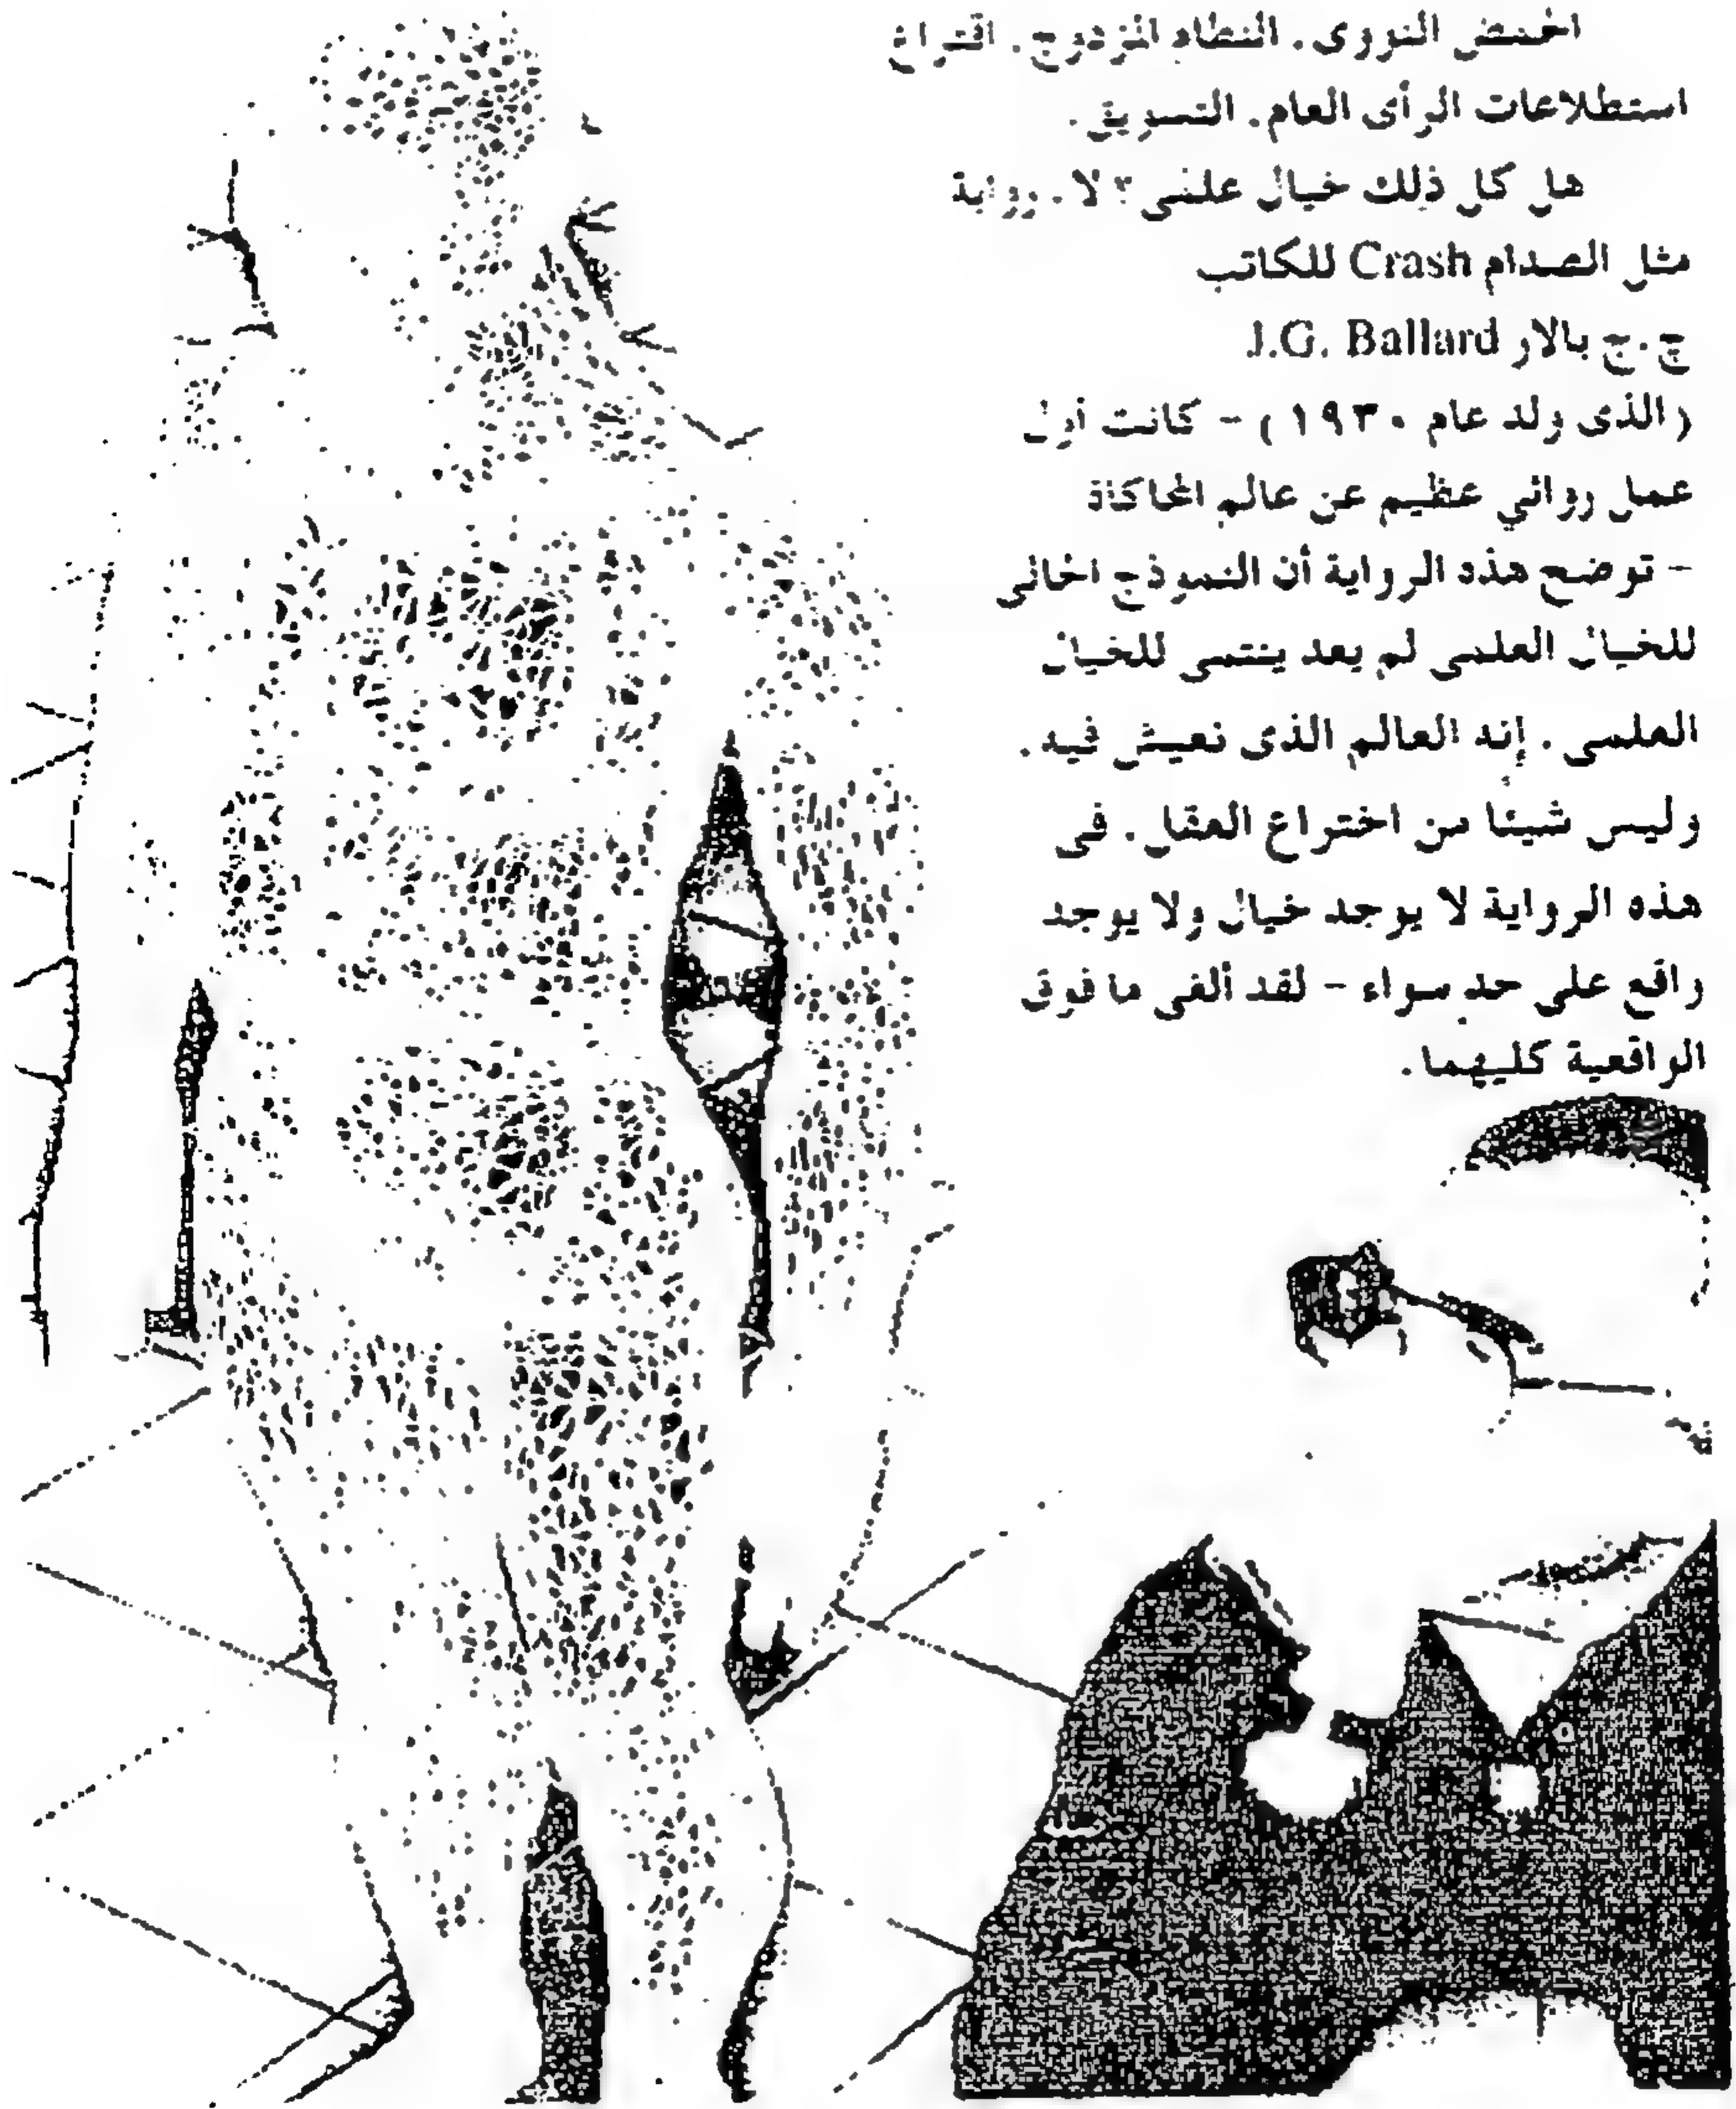 الحمض النووى. النظام المزدوج. اقتراع
استطلاعات الرأى العام. التسويق.
هل كل ذلك خيال علمى؟ لا. رواية
مثل الصدام Crash للكاتب
ج. ج بالار J.G. Ballard
(الذى ولد عام ١٩٣٠) - كانت أول
عمل روائي عظيم عن عالم المحاكاة
- توضح هذه الرواية أن النموذج الحالى
للخيال العلمى لم يعد ينتمى للخيال
العلمى. إنه العالم الذى نعيش فيه.
وليس شيئا من اختراع العقل. فى
هذه الرواية لا يوجد خيال ولا يوجد
واقع على حد سواء - لقد ألغى ما فوق
الواقعية كليهما.